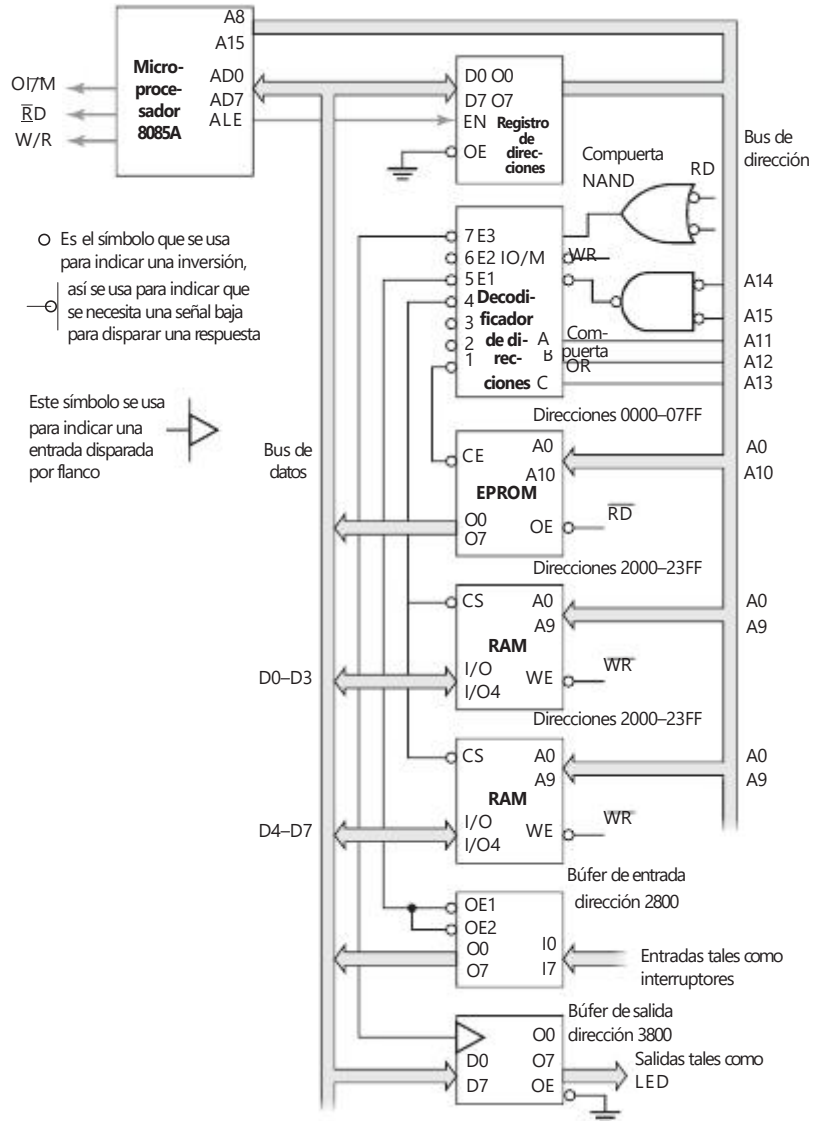 A8
A15
Micro-
proce-
sador
8085A
AD0
AD7
ALE
OI/M
R̅D
W/R
D0 O0
D7 O7
EN
Registro
de
direc-
ciones
OE
Bus de
dirección
Compuerta
NAND
RD
Es el símbolo que se usa
para indicar una inversión,
así se usa para indicar que
se necesita una señal baja
para disparar una respuesta
7 E3
6 E2 IO/M
5 E1
4
3
2
1
Decodi-
ficador
de di-
rec-
ciones
A
B
C
WR
Com-
puerta
OR
A14
A15
A11
A12
A13
Este símbolo se usa
para indicar una
entrada disparada
por flanco
Bus de
datos
Direcciones 0000–07FF
CE
A0
A10
EPROM
O0
O7
OE
R̅D̅
A0
A10
Direcciones 2000–23FF
CS
A0
A9
RAM
I/O
I/O4
WE
W̅R̅
A0
A9
D0–D3
Direcciones 2000–23FF
CS
A0
A9
RAM
I/O
I/O4
WE
W̅R̅
A0
A9
D4–D7
Búfer de entrada
dirección 2800
OE1
OE2
O0
O7
I0
I7
Entradas tales como
interruptores
Búfer de salida
dirección 3800
D0
D7
O0
O7
OE
Salidas tales como
LED